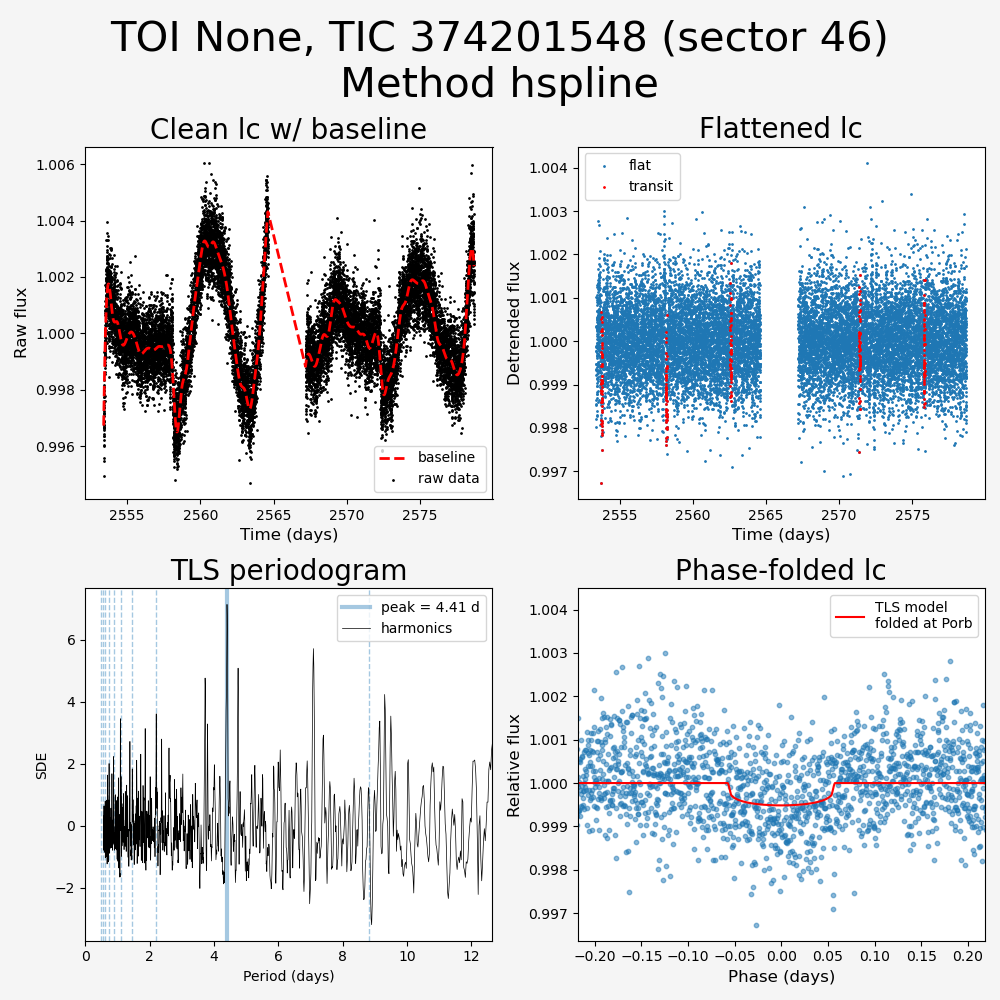 TOI None, TIC 374201548 (sector 46)
Method hspline
Clean lc w/ baseline
Raw flux
1.006
1.004
1.002
1.000
0.998
0.996
baseline
raw data
2555
2560
2565
2570
2575
Time (days)
Flattened lc
Detrended flux
1.004
1.003
1.002
1.001
1.000
0.999
0.998
0.997
flat
transit
2555
2560
2565
2570
2575
Time (days)
TLS periodogram
SDE
6
4
2
0
−2
peak = 4.41 d
harmonics
0
2
4
6
8
10
12
Period (days)
Phase-folded lc
Relative flux
1.004
1.003
1.002
1.001
1.000
0.999
0.998
0.997
TLS model
folded at Porb
−0.20
−0.15
−0.10
−0.05
0.00
0.05
0.10
0.15
0.20
Phase (days)